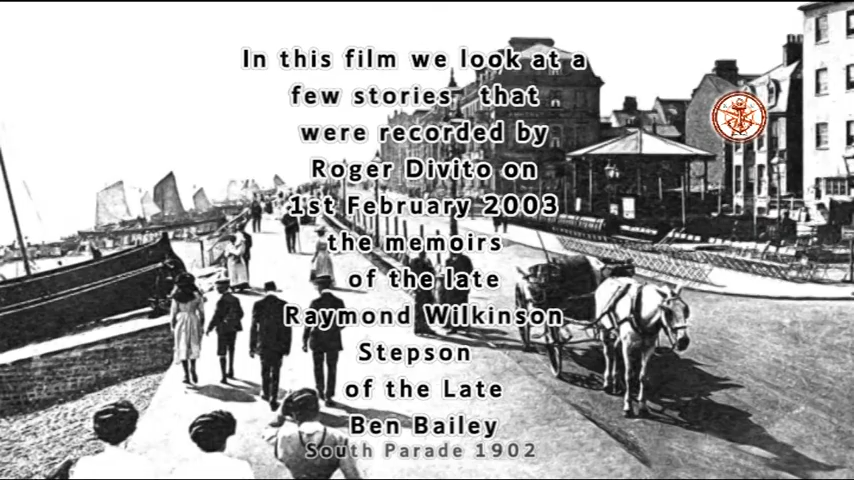 In this film we look at a
few stories that
were recorded by
Roger Divito on
1st February 2003
the memoirs
of the late
Raymond Wilkinson
Stepson
of the Late
Ben Bailey
South Parade 1902